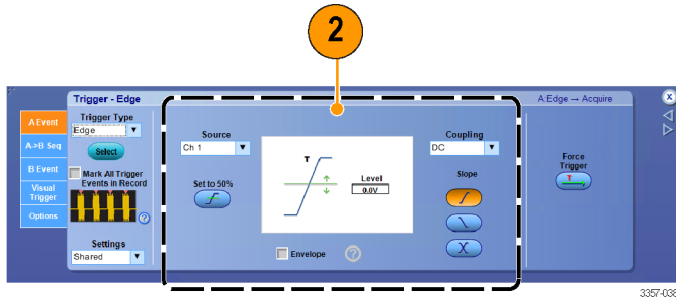 2
Trigger - Edge
A:Edge → Acquire
X
A Event
A->B Seq
B Event
Visual
Trigger
Options
Trigger Type
Edge
Select
Mark All Trigger
Events in Record
?
Settings
Shared
Source
Ch 1
Set to 50%
T
Level
0.0V
Envelope
?
Coupling
DC
Slope
Force
Trigger
T
3357-038